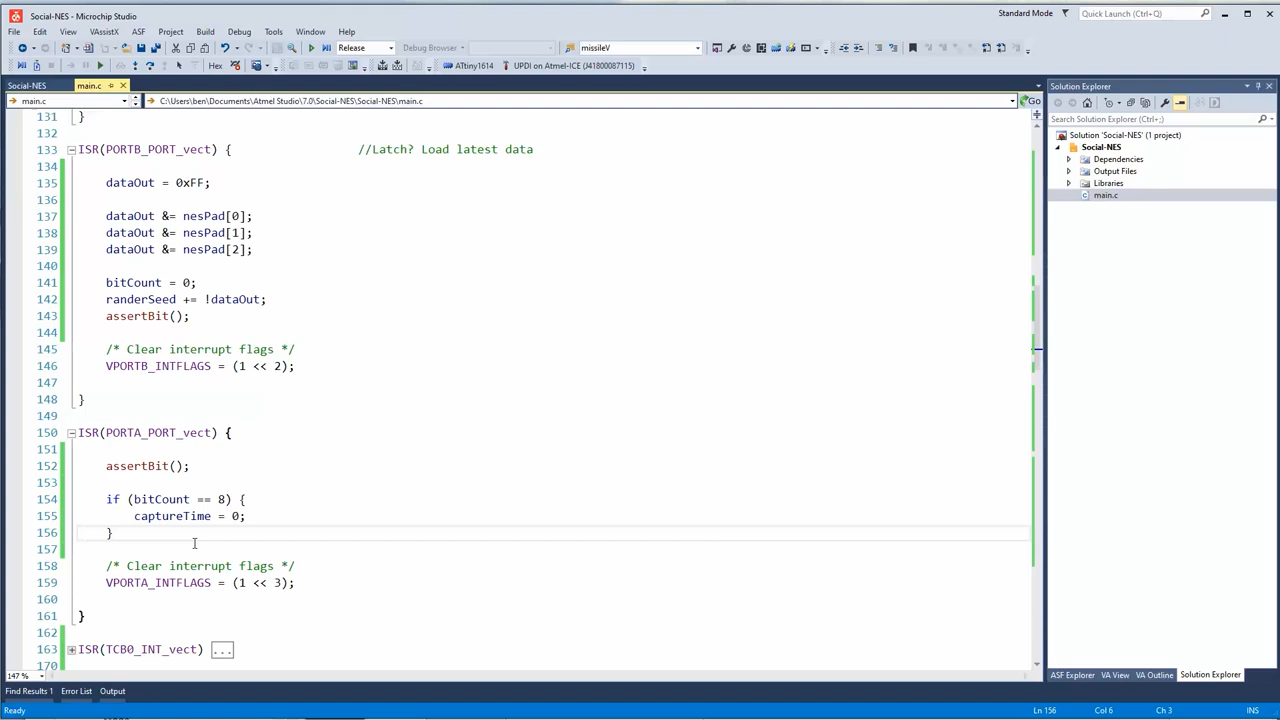 Social-NES - Microchip Studio
Standard Mode
Quick Launch (Ctrl+;)
File Edit View VAssistX ASF Project Build Debug Tools Window Help
Release
Debug Browser
missileV
Hex
ATtiny1614
UPDI on Atmel-ICE (J41800087115)
Social-NES
main.c
main.c
C:\Users\ben\Documents\Atmel Studio\7.0\Social-NES\Social-NES\main.c
Go
131 }
132
133 ISR(PORTB_PORT_vect) { //Latch? Load latest data
134
135 dataOut = 0xFF;
136
137 dataOut &= nesPad[0];
138 dataOut &= nesPad[1];
139 dataOut &= nesPad[2];
140
141 bitCount = 0;
142 randerSeed += !dataOut;
143 assertBit();
144
145 /* Clear interrupt flags */
146 VPORTB_INTFLAGS = (1 << 2);
147
148 }
149
150 ISR(PORTA_PORT_vect) {
151
152 assertBit();
153
154 if (bitCount == 8) {
155 captureTime = 0;
156 }
157
158 /* Clear interrupt flags */
159 VPORTA_INTFLAGS = (1 << 3);
160
161 }
162
163 ISR(TCB0_INT_vect) ...
170
147 %
Solution Explorer
Search Solution Explorer (Ctrl+;)
Solution 'Social-NES' (1 project)
Social-NES
Dependencies
Output Files
Libraries
main.c
ASF Explorer VA View VA Outline Solution Explorer
Find Results 1 Error List Output
Ready
Ln 156 Col 6 Ch 3 INS